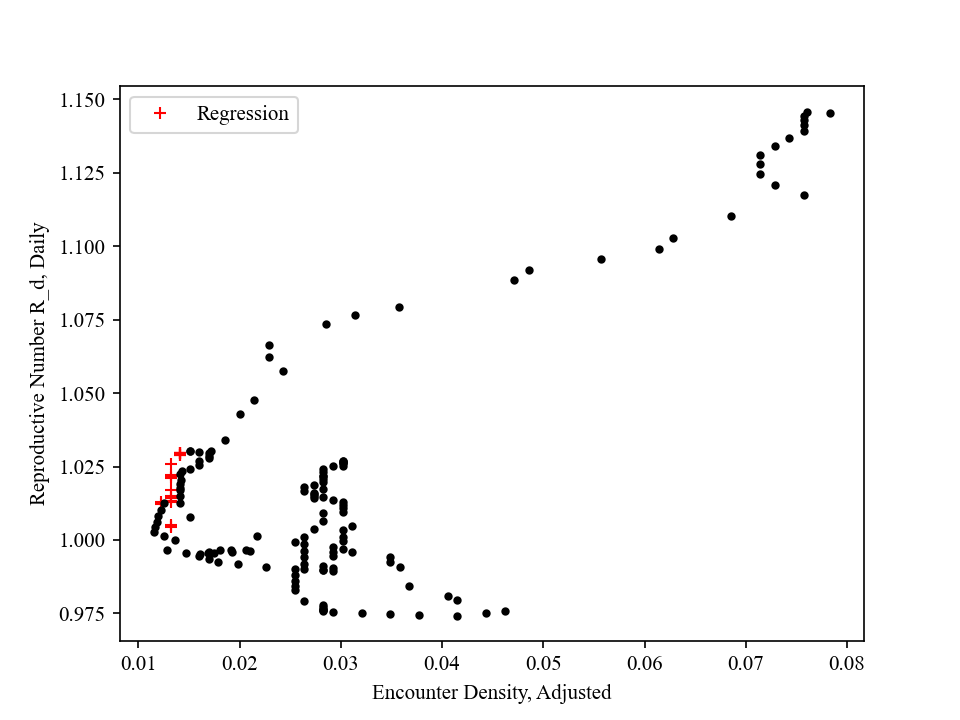 Regression
1.150
1.125
1.100
1.075
1.050
1.025
1.000
0.975
Reproductive Number R_d, Daily
0.01 0.02 0.03 0.04 0.05 0.06 0.07 0.08
Encounter Density, Adjusted